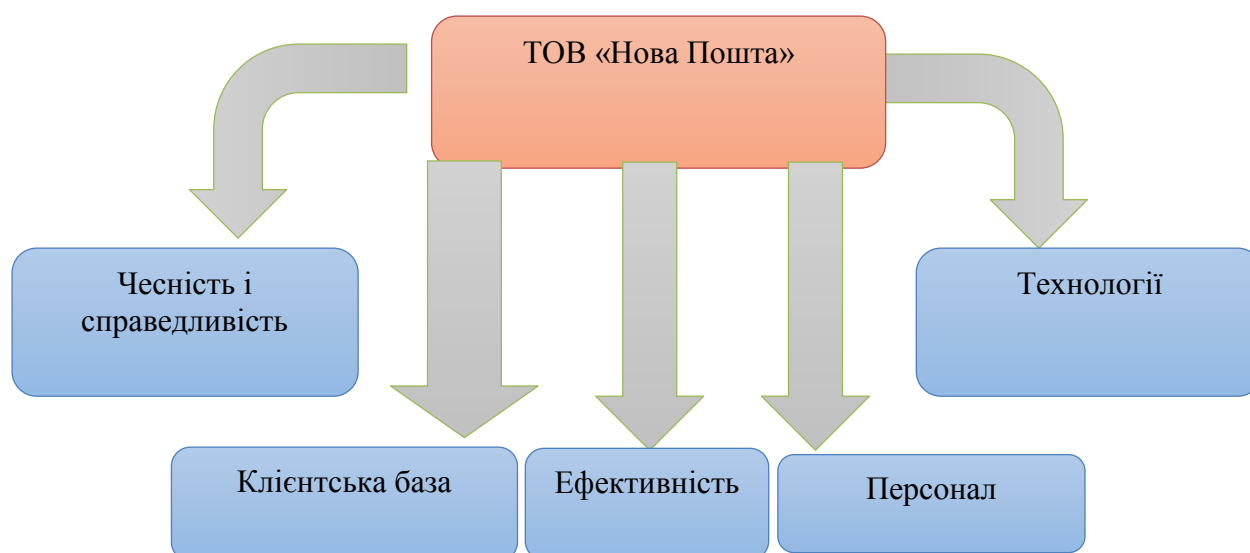 ТОВ «Нова Пошта»
Чесність і
справедливість
Технології
Клієнтська база
Ефективність
Персонал